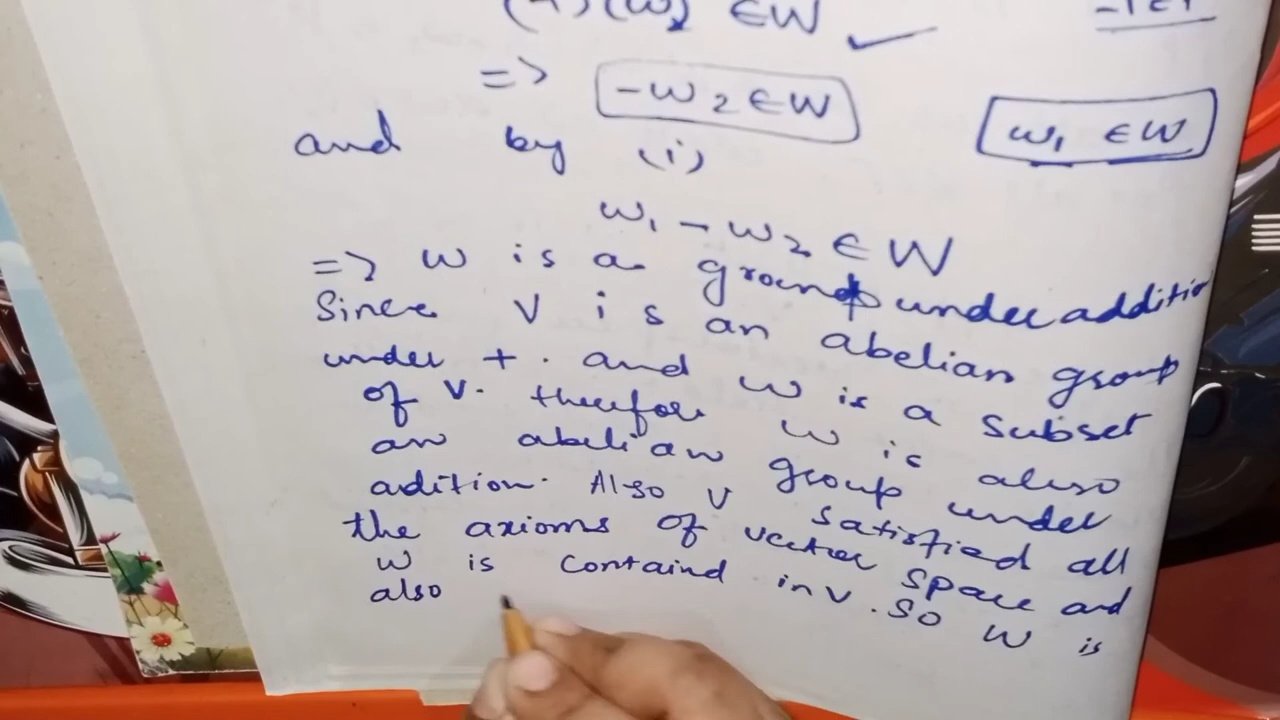 (w₂) ∈W
=> -w₂ ∈W
w₁ ∈ W
and by (i)
w₁ - w₂ ∈ W
=> W is a group under addition
Since V is an abelian group
under + . and W is a subset
of V. therefore W is also
an abelian group under
adition. Also V satisfied all
the axioms of vector space and
W is containd in V. So W is
also